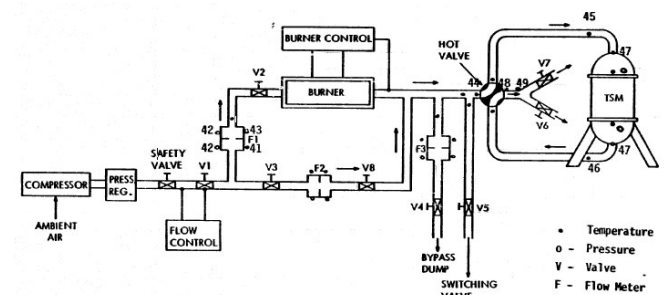 BURNER CONTROL
V2
BURNER
HOT
VALVE
45
44
48
49
V7
V6
47
TSM
47
46
42
43
F1
42
41
SAFETY
VALVE
V1
V3
F2
V8
F3
COMPRESSOR
PRESS
REG.
AMBIENT
AIR
FLOW
CONTROL
V4
V5
BYPASS
DUMP
SWITCHING
VALVE
• Temperature
o - Pressure
V - Valve
F - Flow Meter